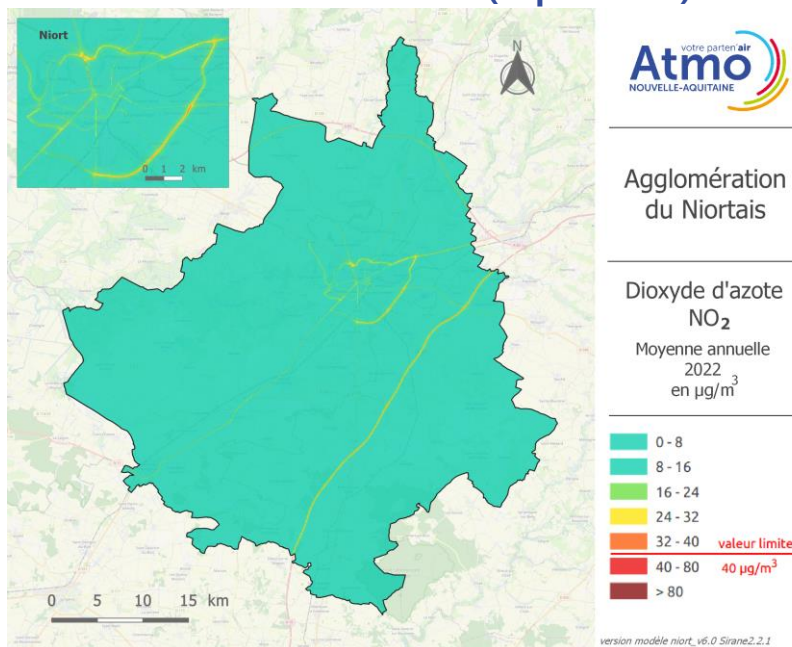 Niort
0 1 2 km
N
votre parten'air
Atmo
NOUVELLE-AQUITAINE
Agglomération
du Niortais
Dioxyde d'azote
NO2
Moyenne annuelle
2022
en µg/m3
0 - 8
8 - 16
16 - 24
24 - 32
32 - 40 valeur limite
40 - 80 40 µg/m3
> 80
0 5 10 15 km
version modèle niort_v6.0 Sirane2.2.1